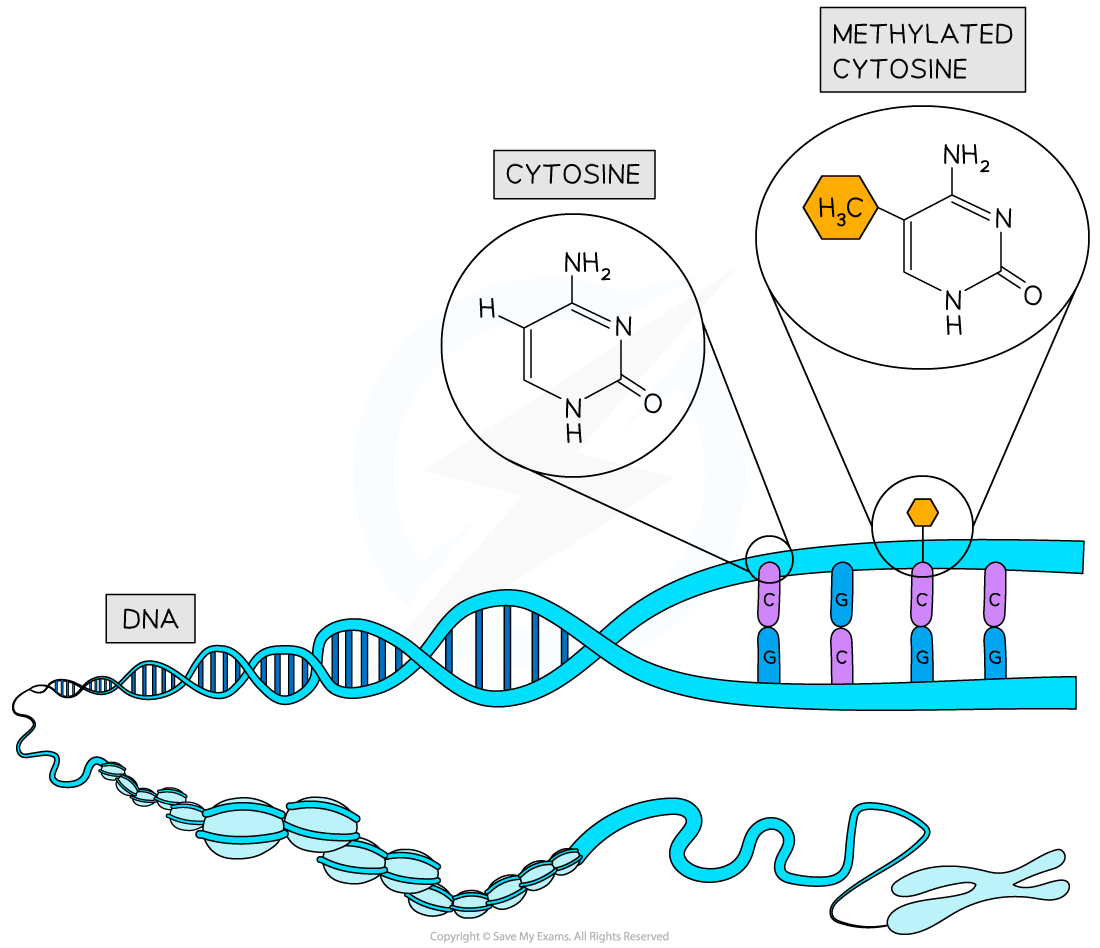 METHYLATED
CYTOSINE
CYTOSINE
NH₂
H₃C
N
O
N
H
NH₂
H
N
O
N
H
DNA
C G C C
G C G G
Copyright © Save My Exams. All Rights Reserved